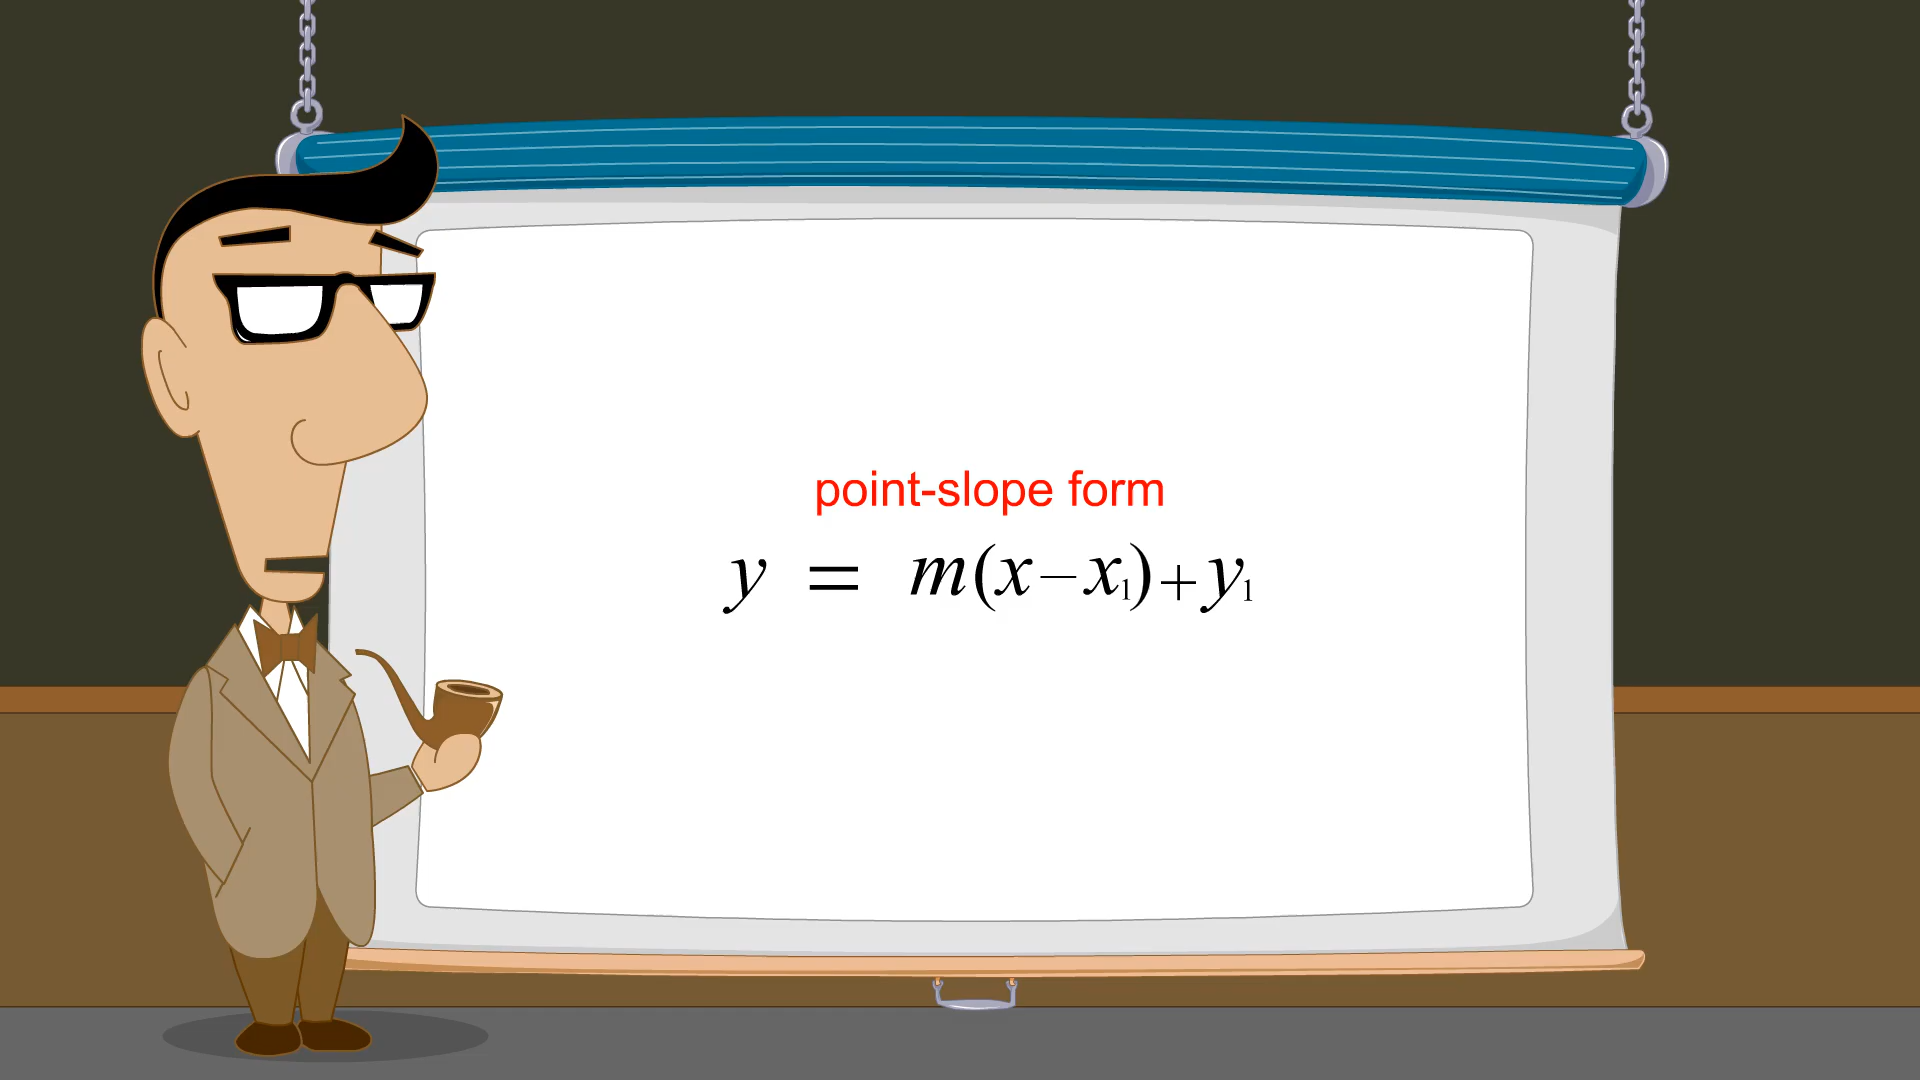 point-slope form
y = m(x−x₁)+y₁